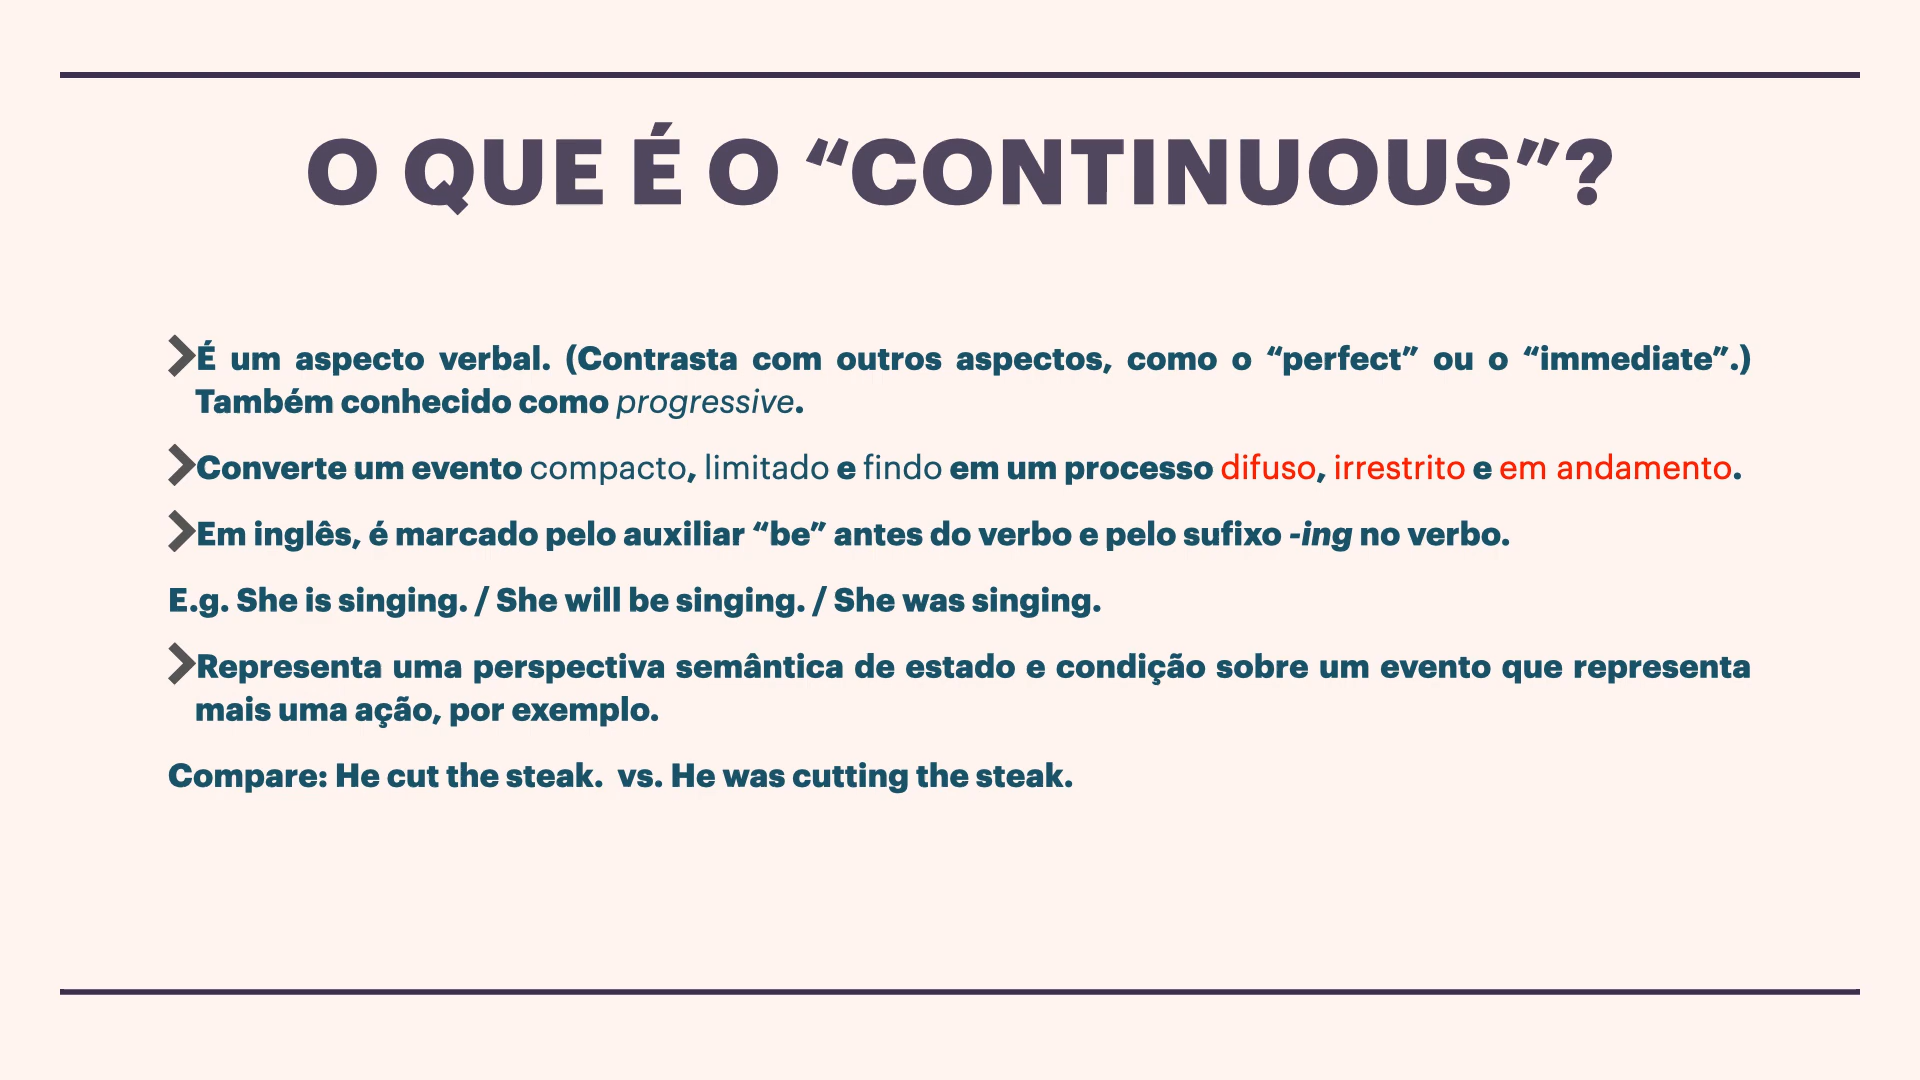 O QUE É O “CONTINUOUS”?
É um aspecto verbal. (Contrasta com outros aspectos, como o “perfect” ou o “immediate”.)
Também conhecido como progressive.
Converte um evento compacto, limitado e findo em um processo difuso, irrestrito e em andamento.
Em inglês, é marcado pelo auxiliar “be” antes do verbo e pelo sufixo -ing no verbo.
E.g. She is singing. / She will be singing. / She was singing.
Representa uma perspectiva semântica de estado e condição sobre um evento que representa
mais uma ação, por exemplo.
Compare: He cut the steak.  vs. He was cutting the steak.